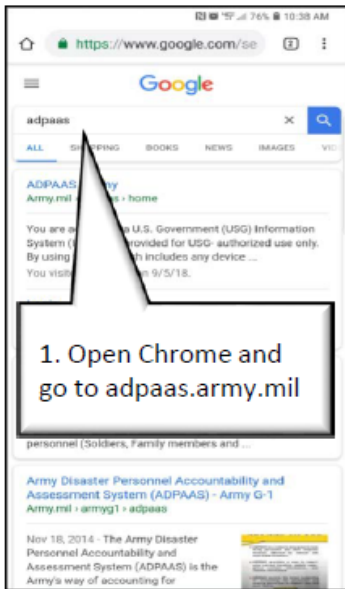 76% 10:38 AM
https://www.google.com/se 2
Google
adpaas
ALL SHOPPING BOOKS NEWS IMAGES
ADPAAS
Army.mil › home
U.S. Government (USG) Information
System provided for USG- authorized use only.
By using includes any device ...
You 9/5/18.
1. Open Chrome and
go to adpaas.army.mil
personnel (Soldiers, Family members and ...
Army Disaster Personnel Accountability and
Assessment System (ADPAAS) - Army G-1
Army.mil › armyg1 › adpaas
Nov 18, 2014 - The Army Disaster
Personnel Accountability and
Assessment System (ADPAAS) is the
Army's way of accounting for